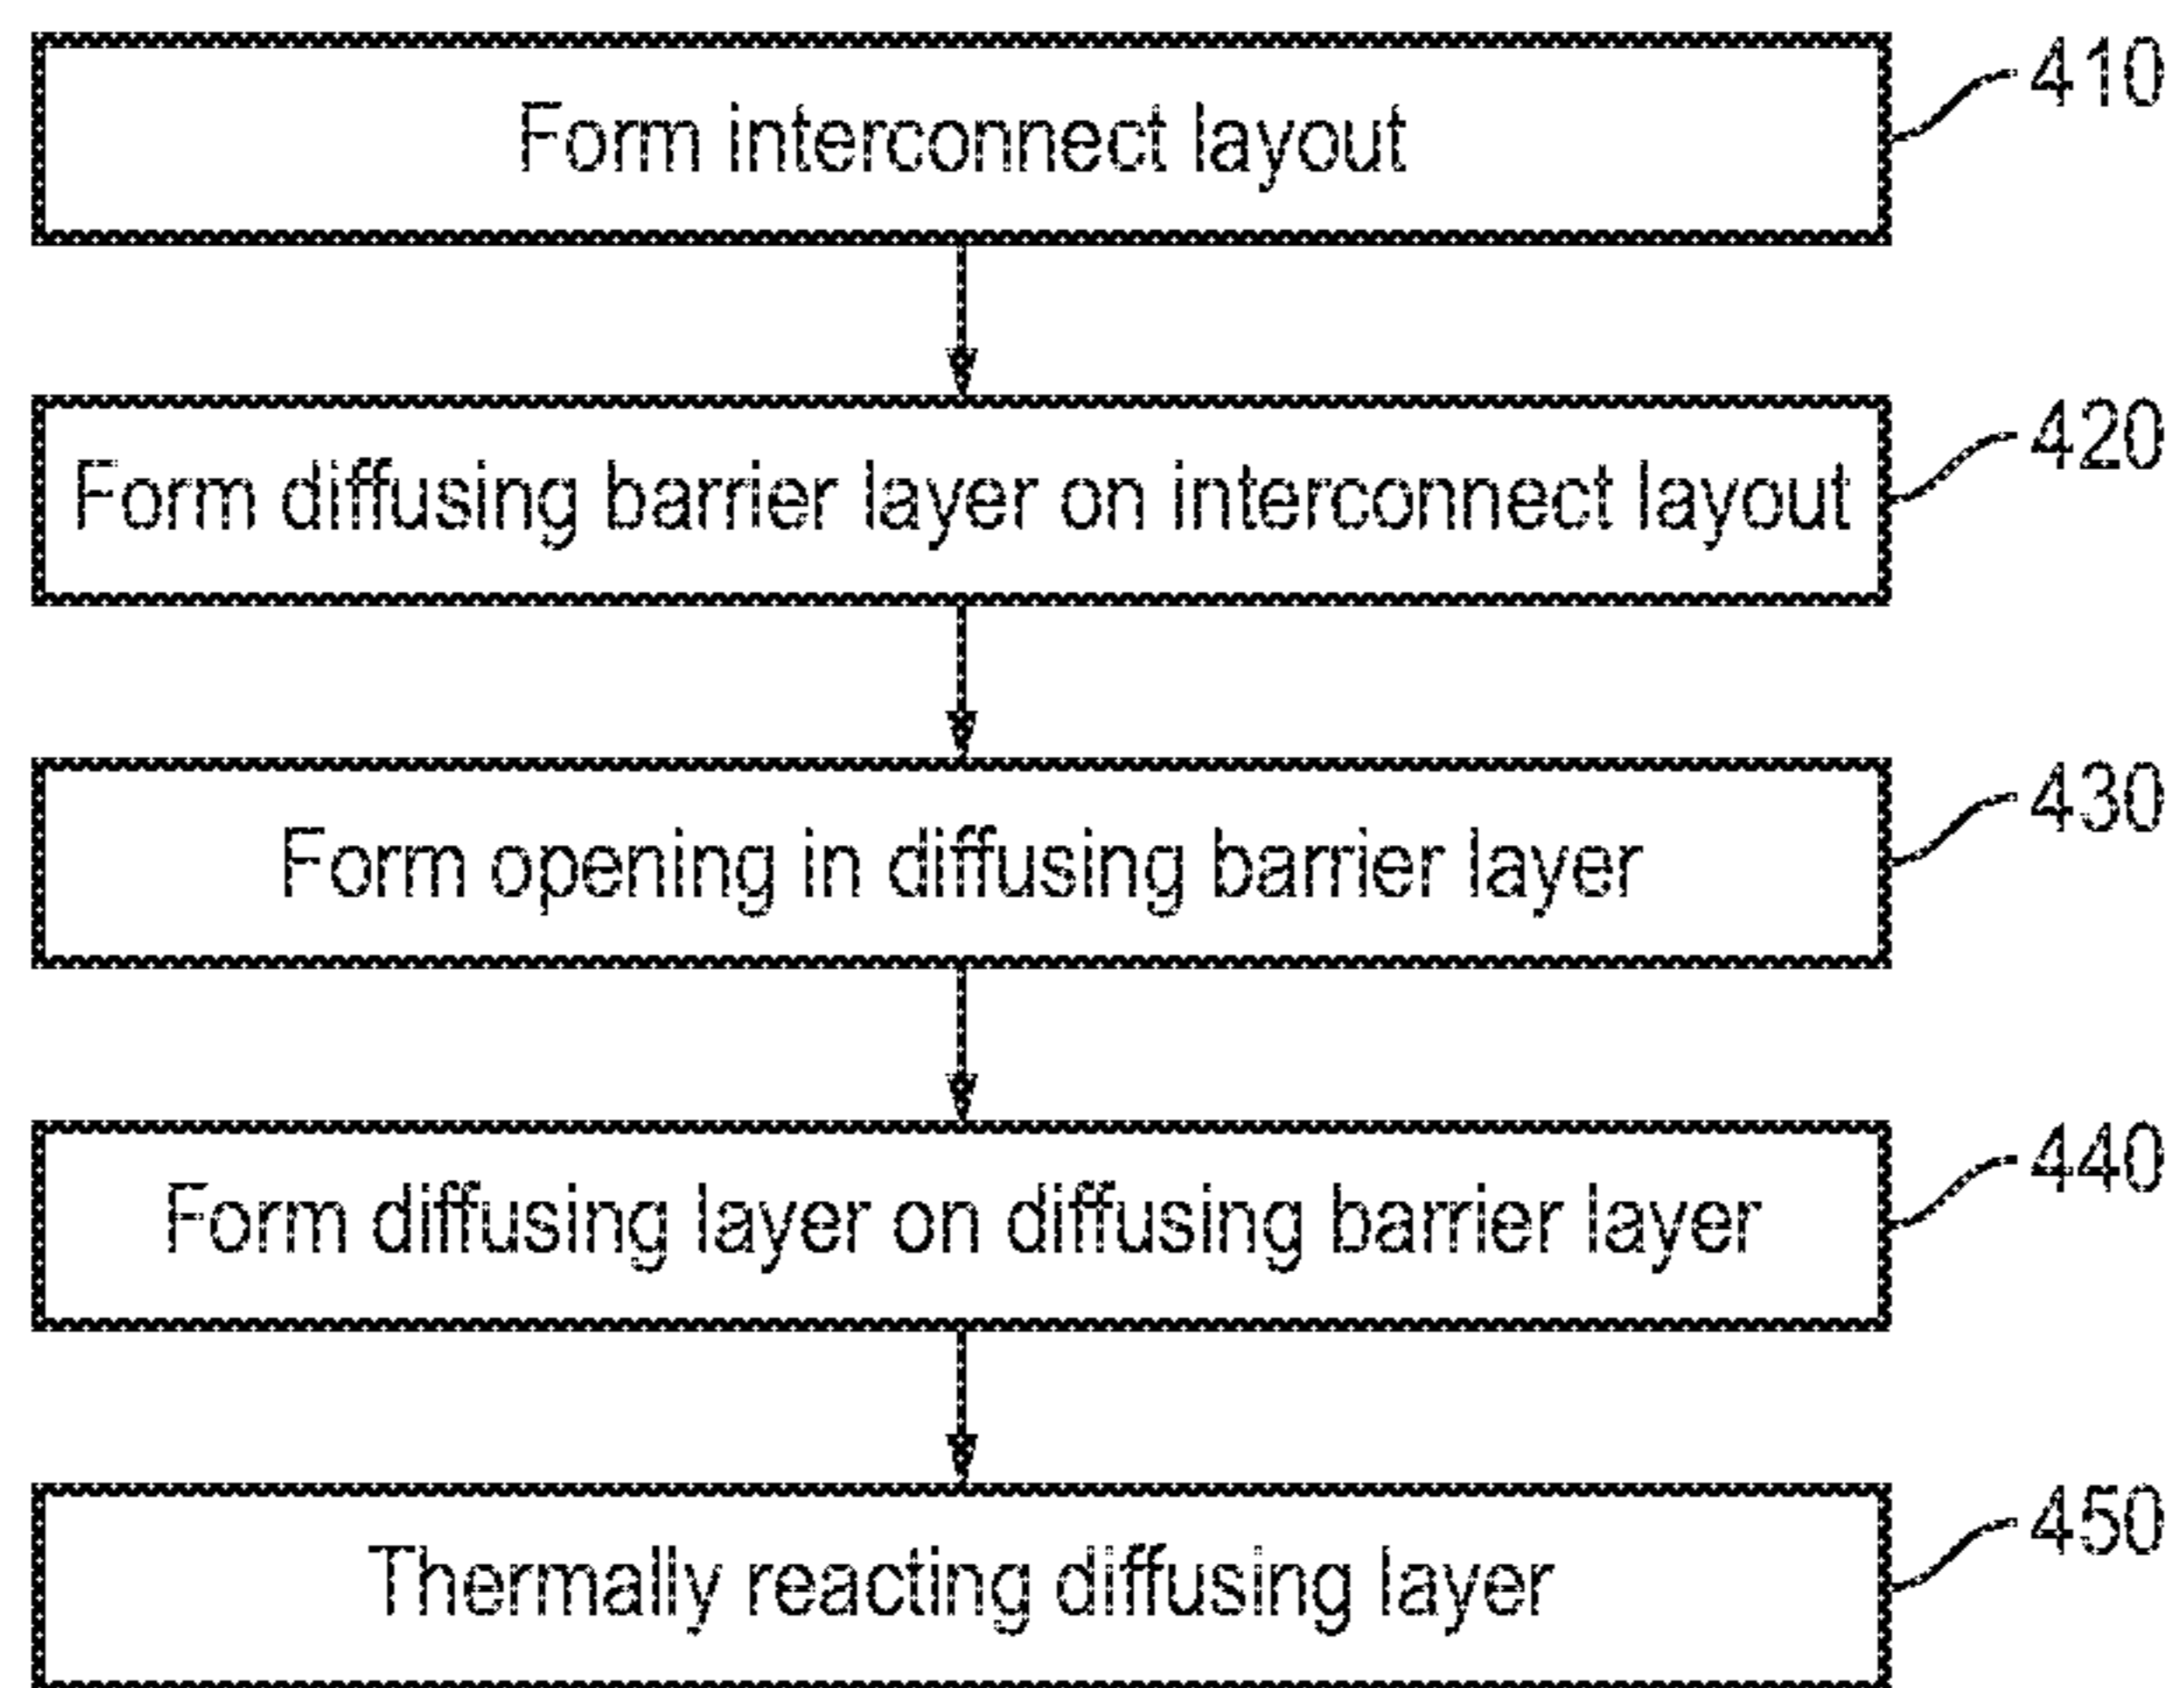 Form interconnect layout
410
Form diffusing barrier layer on interconnect layout
420
Form opening in diffusing barrier layer
430
Form diffusing layer on diffusing barrier layer
440
Thermally reacting diffusing layer
450